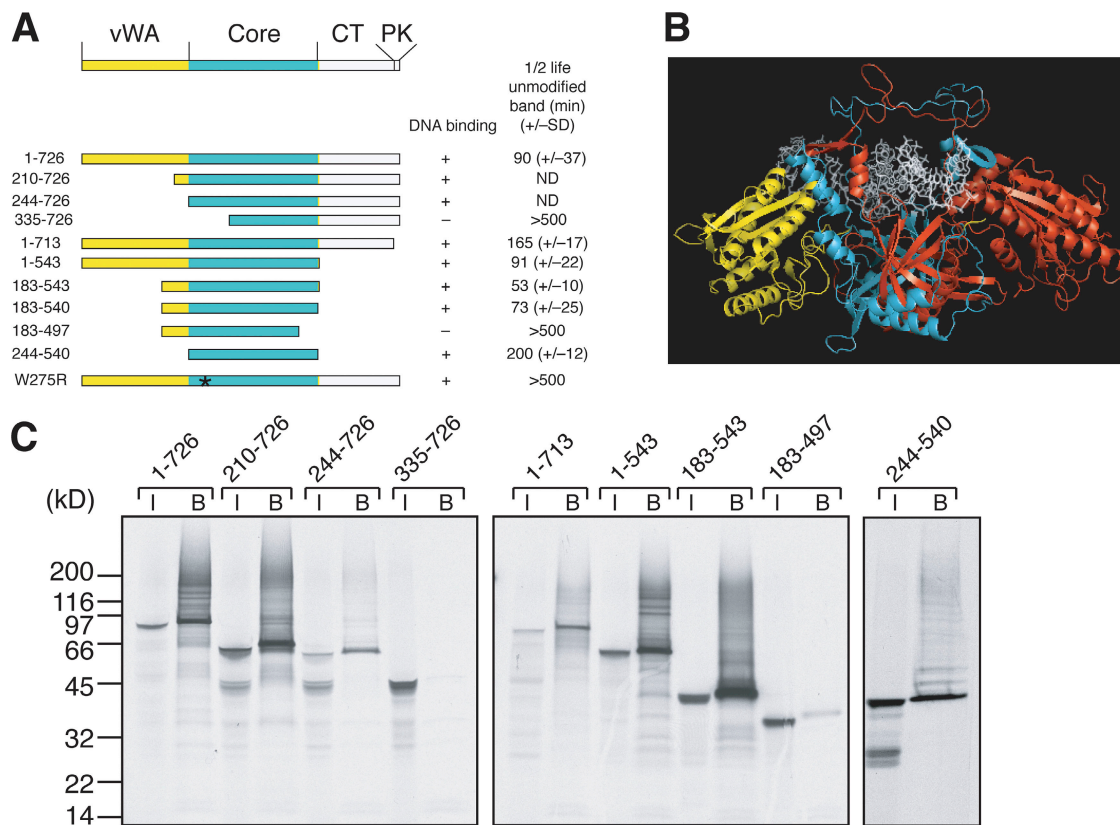 A
vWA Core CT PK
DNA binding
1/2 life
unmodified
band (min)
(+/–SD)
1-726 + 90 (+/–37)
210-726 + ND
244-726 + ND
335-726 – >500
1-713 + 165 (+/–17)
1-543 + 91 (+/–22)
183-543 + 53 (+/–10)
183-540 + 73 (+/–25)
183-497 – >500
244-540 + 200 (+/–12)
W275R * + >500
B
C
1-726 210-726 244-726 335-726 1-713 1-543 183-543 183-497 244-540
(kD) I B I B I B I B I B I B I B I B I B
200
116
97
66
45
32
22
14